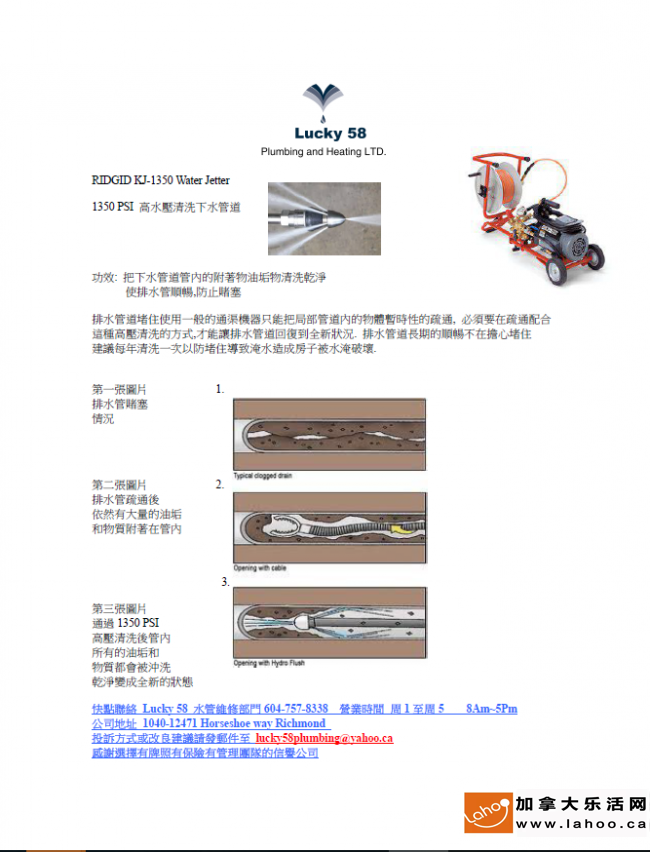 Lucky 58
Plumbing and Heating LTD.
RIDGID KJ-1350 Water Jetter
1350 PSI 高水壓清洗下水管道
功效: 把下水管道管內的附著物油垢物清洗乾淨
使排水管順暢,防止賭塞
排水管道堵住使用一般的通渠機器只能把局部管道內的物體暫時性的疏通, 必須要在疏通配合
這種高壓清洗的方式,才能讓排水管道回復到全新狀況. 排水管道長期的順暢不在擔心堵住
建議每年清洗一次以防堵住導致淹水造成房子被水淹破壞.
第一張圖片
排水管賭塞
情況
1.
Typical clogged drain
第二張圖片
排水管疏通後
依然有大量的油垢
和物質附著在管內
2.
Opening with cable
3.
第三張圖片
通過 1350 PSI
高壓清洗後管內
所有的油垢和
物質都會被沖洗
乾淨變成全新的狀態
Opening with Hydro Flush
快點聯絡 Lucky 58 水管維修部門 604-757-8338 營業時間 周 1 至周 5 8Am~5Pm
公司地址 1040-12471 Horseshoe way Richmond
投訴方式或改良建議請發郵件至 lucky58plumbing@yahoo.ca
感謝選擇有牌照有保險有管理團隊的信譽公司
Lahoo
加拿大乐活网
www.lahoo.ca